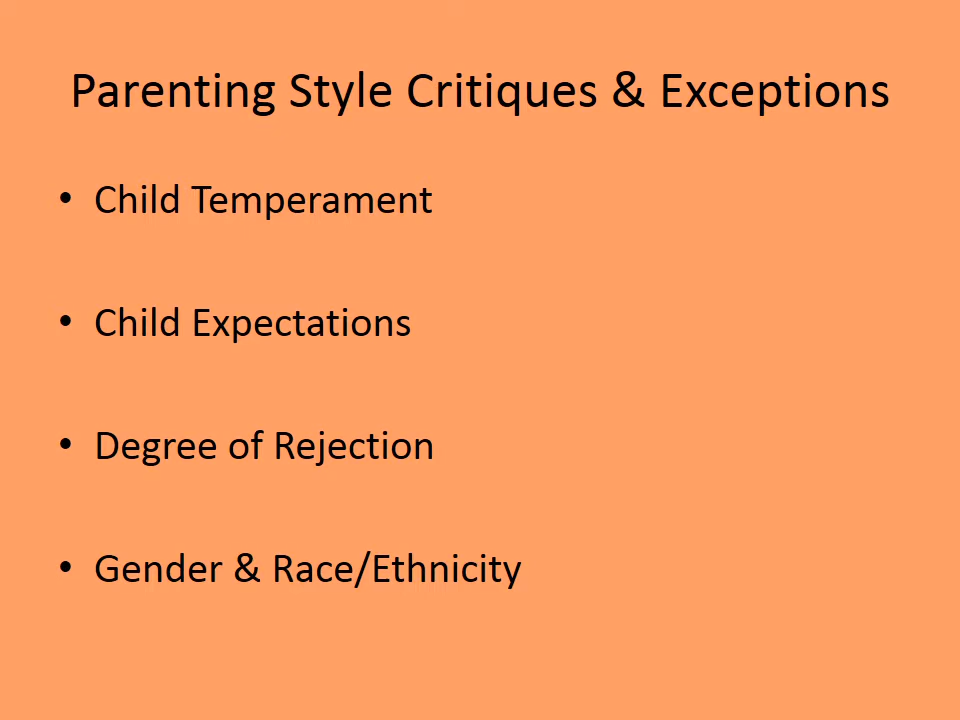 Parenting Style Critiques & Exceptions
• Child Temperament
• Child Expectations
• Degree of Rejection
• Gender & Race/Ethnicity